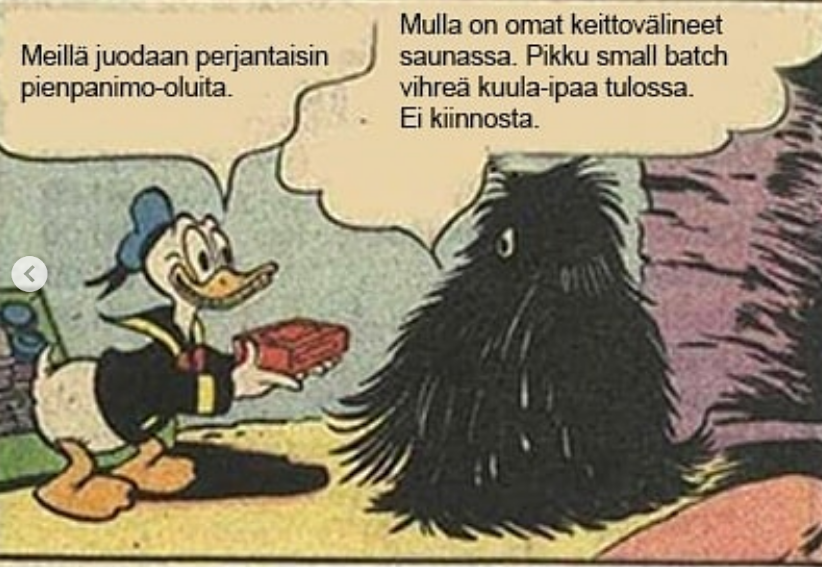 Meillä juodaan perjantaisin
pienpanimo-oluita.
Mulla on omat keittovälineet
saunassa. Pikku small batch
vihreä kuula-ipaa tulossa.
Ei kiinnosta.